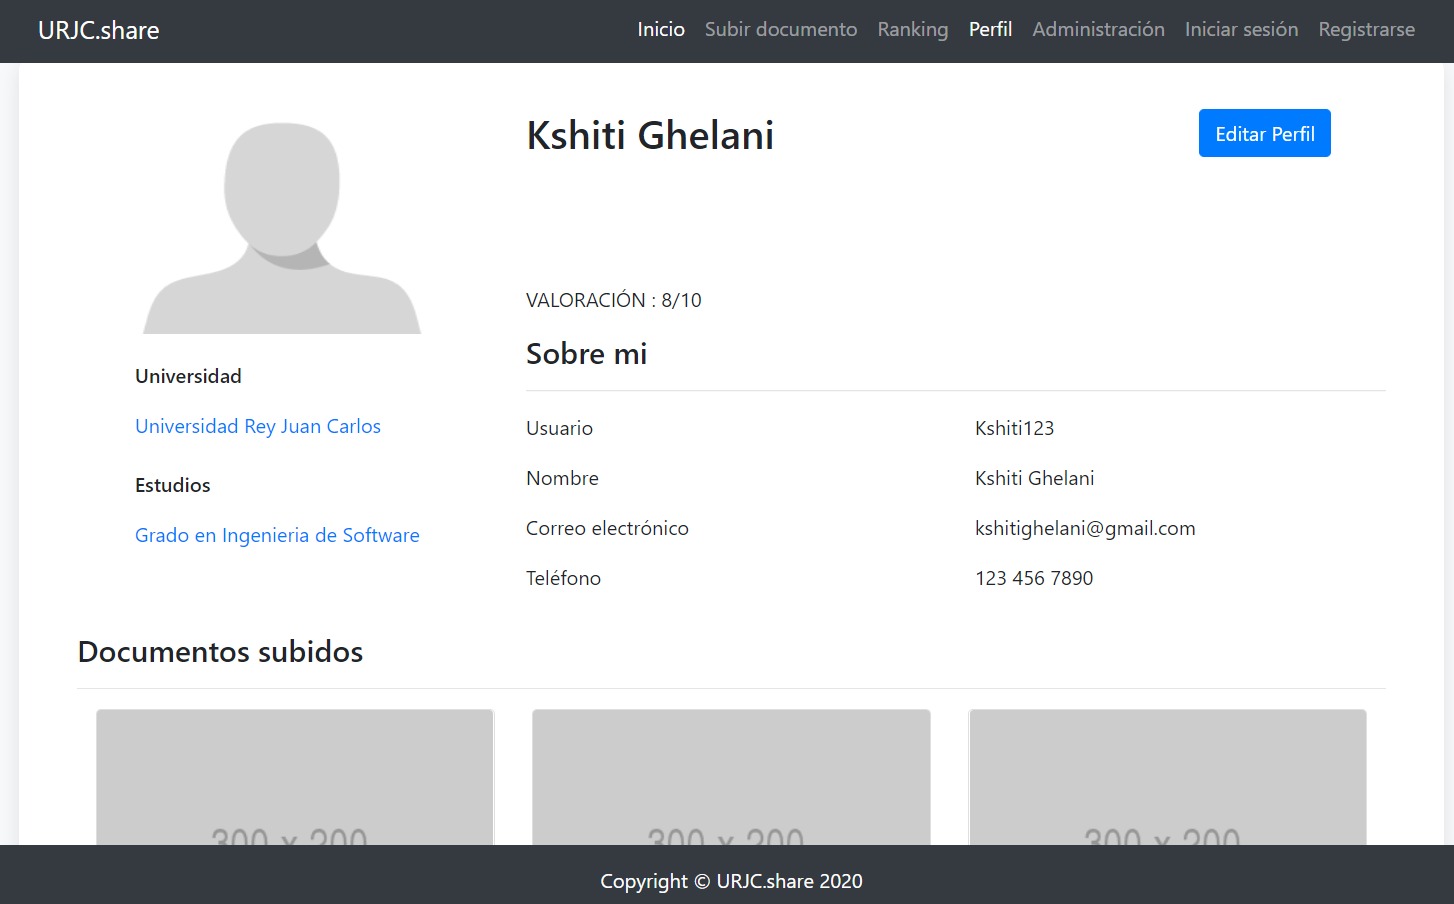 URJC.share Inicio Subir documento Ranking Perfil Administración Iniciar sesión Registrarse
Kshiti Ghelani
Editar Perfil
VALORACIÓN : 8/10
Sobre mi
Universidad
Universidad Rey Juan Carlos
Estudios
Grado en Ingenieria de Software
Usuario Kshiti123
Nombre Kshiti Ghelani
Correo electrónico kshitighelani@gmail.com
Teléfono 123 456 7890
Documentos subidos
300 x 200 300 x 200 300 x 200
Copyright © URJC.share 2020